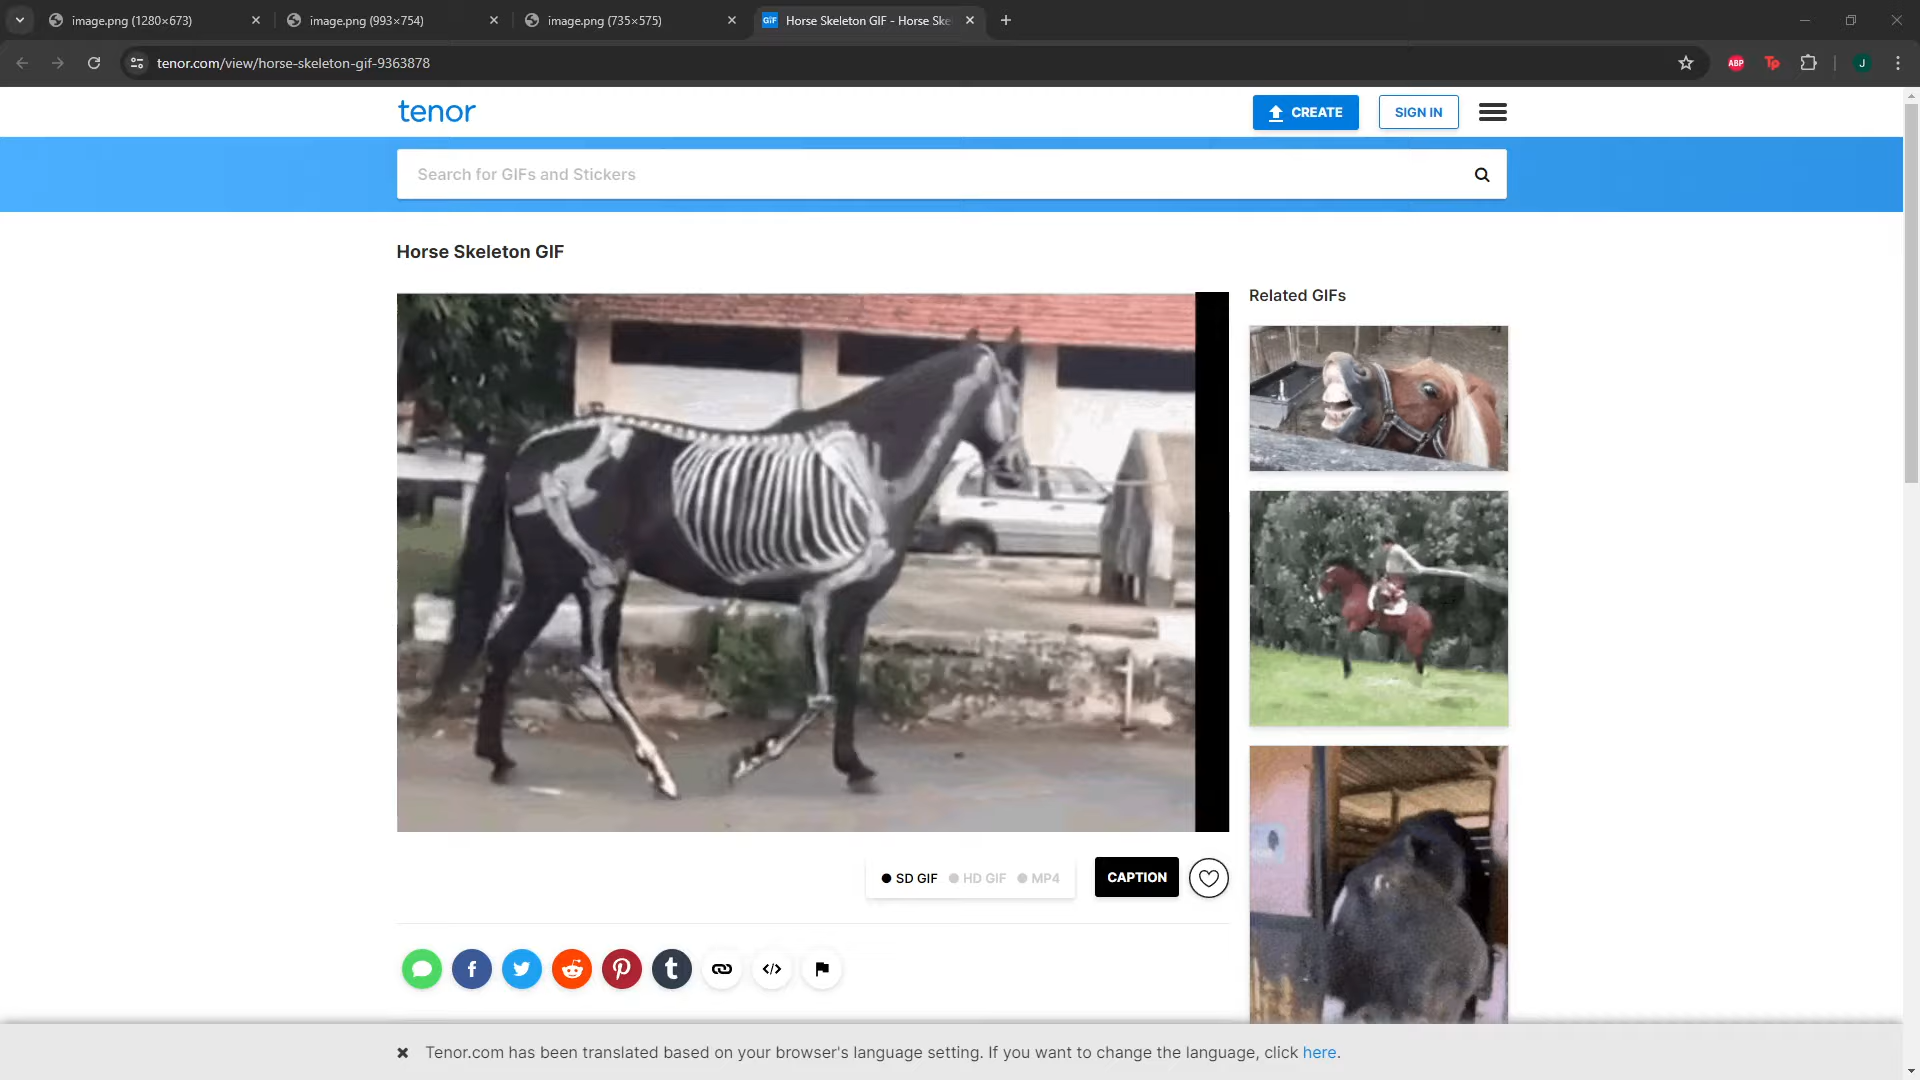 image.png (1280×673)
image.png (993×754)
image.png (735×575)
GIF
Horse Skeleton GIF - Horse Ske
tenor.com/view/horse-skeleton-gif-9363878
ABP
Tp
J
tenor
CREATE
SIGN IN
Search for GIFs and Stickers
Horse Skeleton GIF
Related GIFs
SD GIF
HD GIF
MP4
CAPTION
Tenor.com has been translated based on your browser's language setting. If you want to change the language, click here.